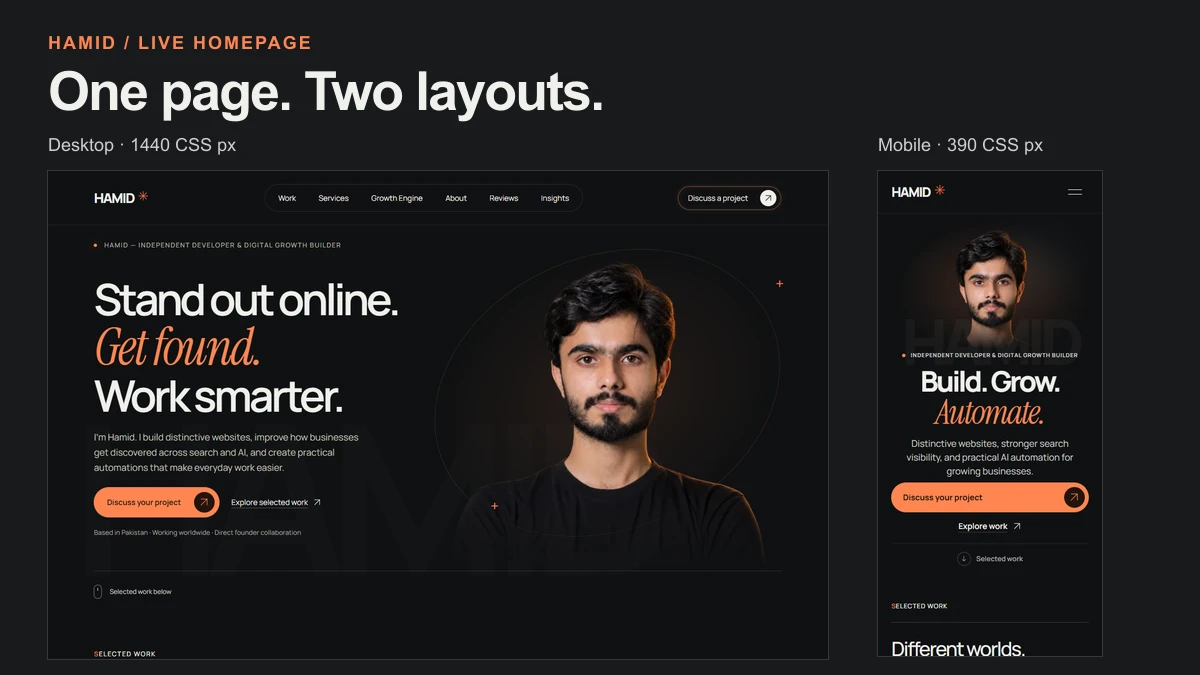 HAMID / LIVE HOMEPAGE
One page. Two layouts.
Desktop · 1440 CSS px
HAMID
Work
Services
Growth Engine
About
Reviews
Insights
Discuss a project
HAMID — INDEPENDENT DEVELOPER & DIGITAL GROWTH BUILDER
Stand out online.
Get found.
Work smarter.
I'm Hamid. I build distinctive websites, improve how businesses
get discovered across search and AI, and create practical
automations that make everyday work easier.
Discuss your project
Explore selected work
Based in Pakistan · Working worldwide · Direct founder collaboration
Selected work below
SELECTED WORK
Mobile · 390 CSS px
HAMID
HAMID
INDEPENDENT DEVELOPER & DIGITAL GROWTH BUILDER
Build. Grow.
Automate.
Distinctive websites, stronger search
visibility, and practical AI automation for
growing businesses.
Discuss your project
Explore work
Selected work
SELECTED WORK
Different worlds.